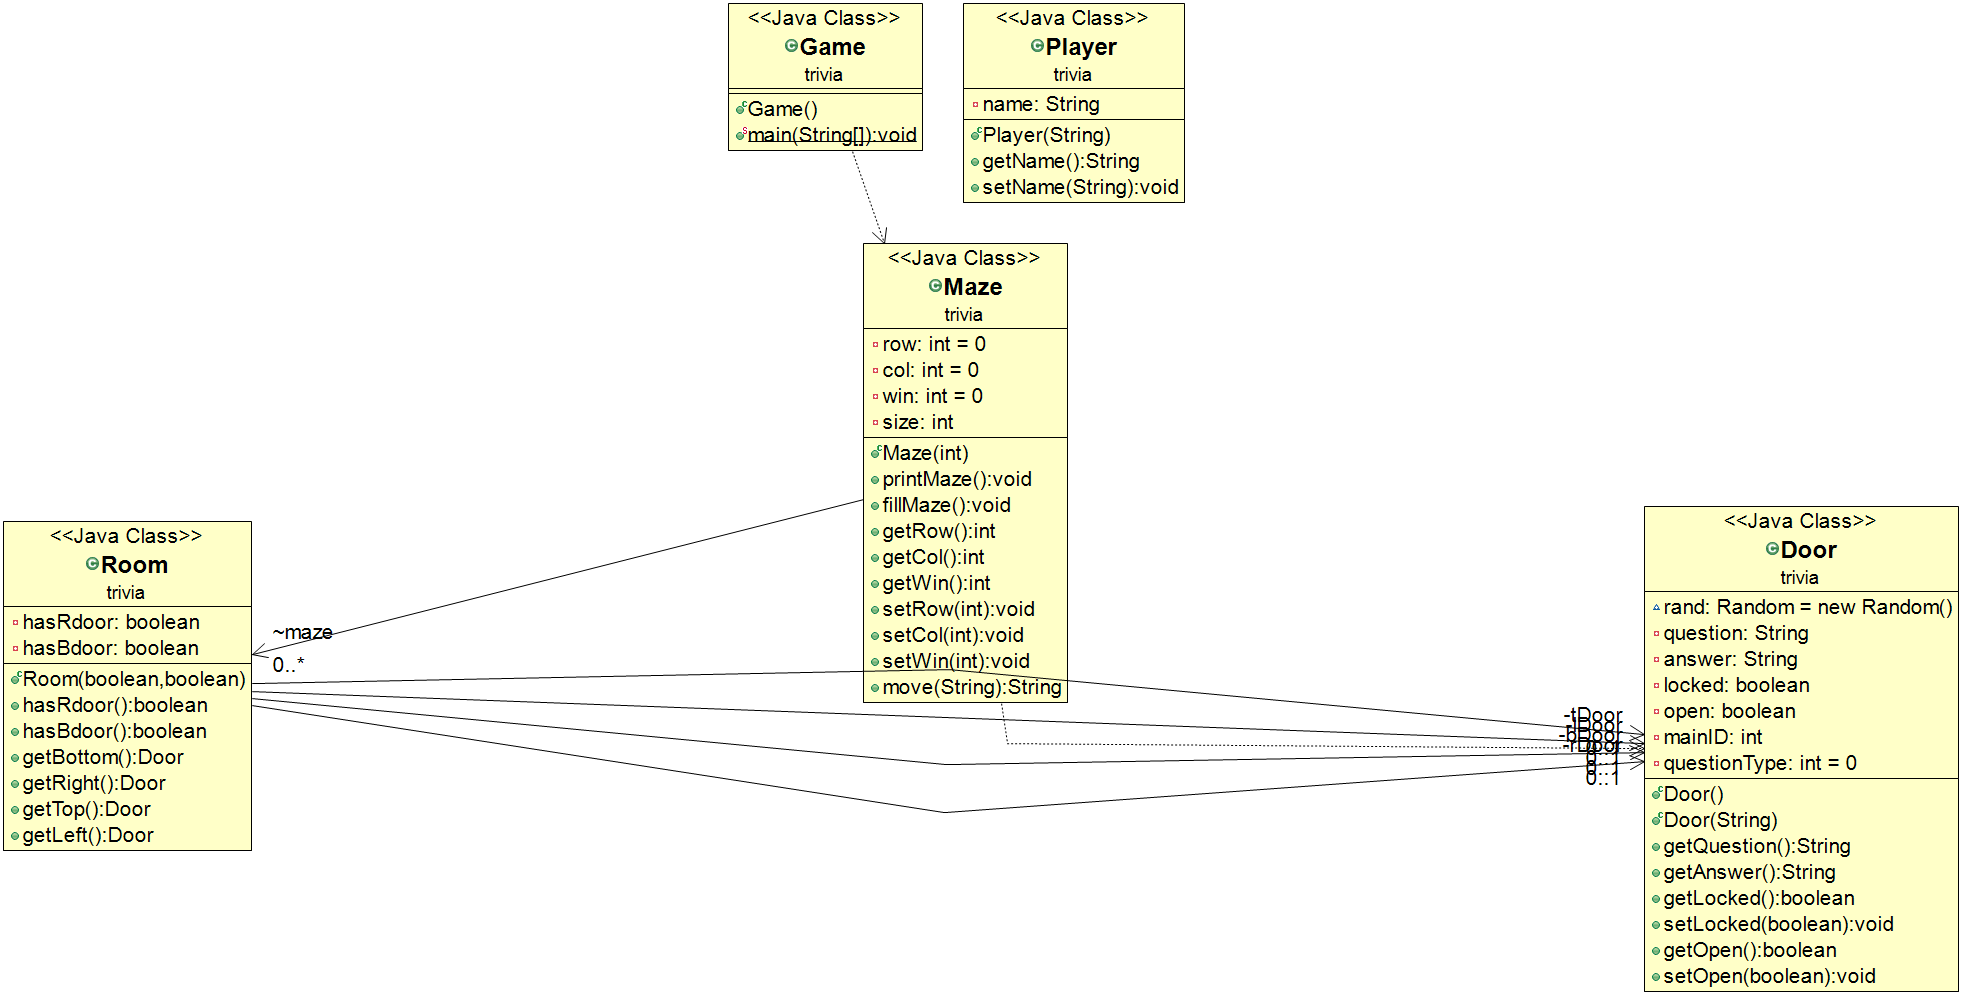 <<Java Class>>
Game
trivia
Game()
main(String[]):void
<<Java Class>>
Player
trivia
name: String
Player(String)
getName():String
setName(String):void
<<Java Class>>
Maze
trivia
row: int = 0
col: int = 0
win: int = 0
size: int
Maze(int)
printMaze():void
fillMaze():void
getRow():int
getCol():int
getWin():int
setRow(int):void
setCol(int):void
setWin(int):void
move(String):String
<<Java Class>>
Room
trivia
hasRdoor: boolean
hasBdoor: boolean
Room(boolean,boolean)
hasRdoor():boolean
hasBdoor():boolean
getBottom():Door
getRight():Door
getTop():Door
getLeft():Door
~maze
0..*
-tDoor
-lDoor
-bDoor
-rDoor
0..1
<<Java Class>>
Door
trivia
rand: Random = new Random()
question: String
answer: String
locked: boolean
open: boolean
mainID: int
questionType: int = 0
Door()
Door(String)
getQuestion():String
getAnswer():String
getLocked():boolean
setLocked(boolean):void
getOpen():boolean
setOpen(boolean):void